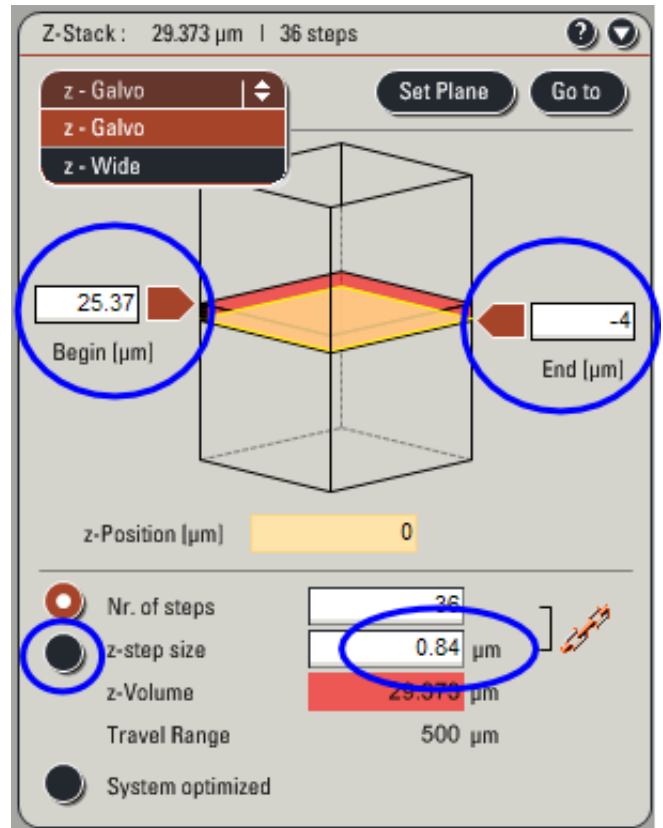 Z-Stack: 29.373 µm | 36 steps
z - Galvo
z - Galvo
z - Wide
Set Plane
Go to
25.37
Begin [µm]
-4
End [µm]
z-Position [µm] 0
Nr. of steps 36
z-step size 0.84 µm
z-Volume 29.373 µm
Travel Range 500 µm
System optimized